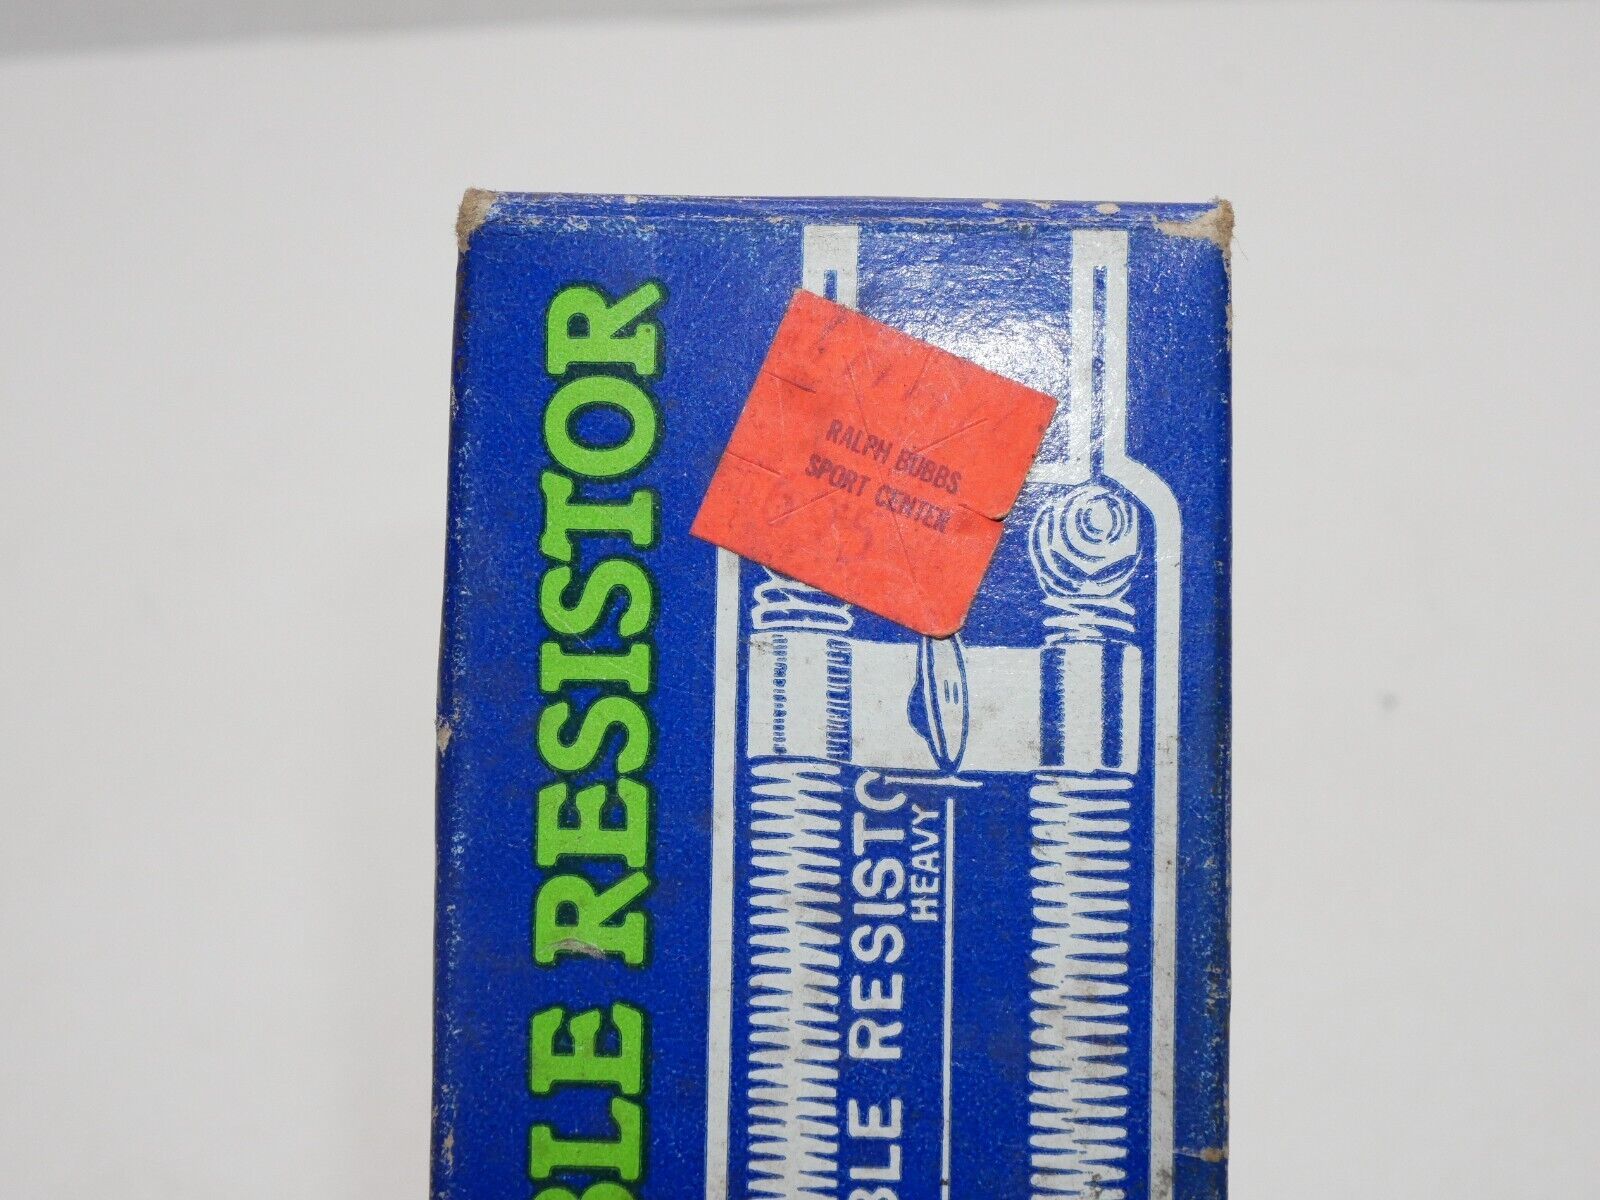 BLE RESISTOR
RALPH BUBBS
SPORT CENTER
BLE RESISTO
HEAVY